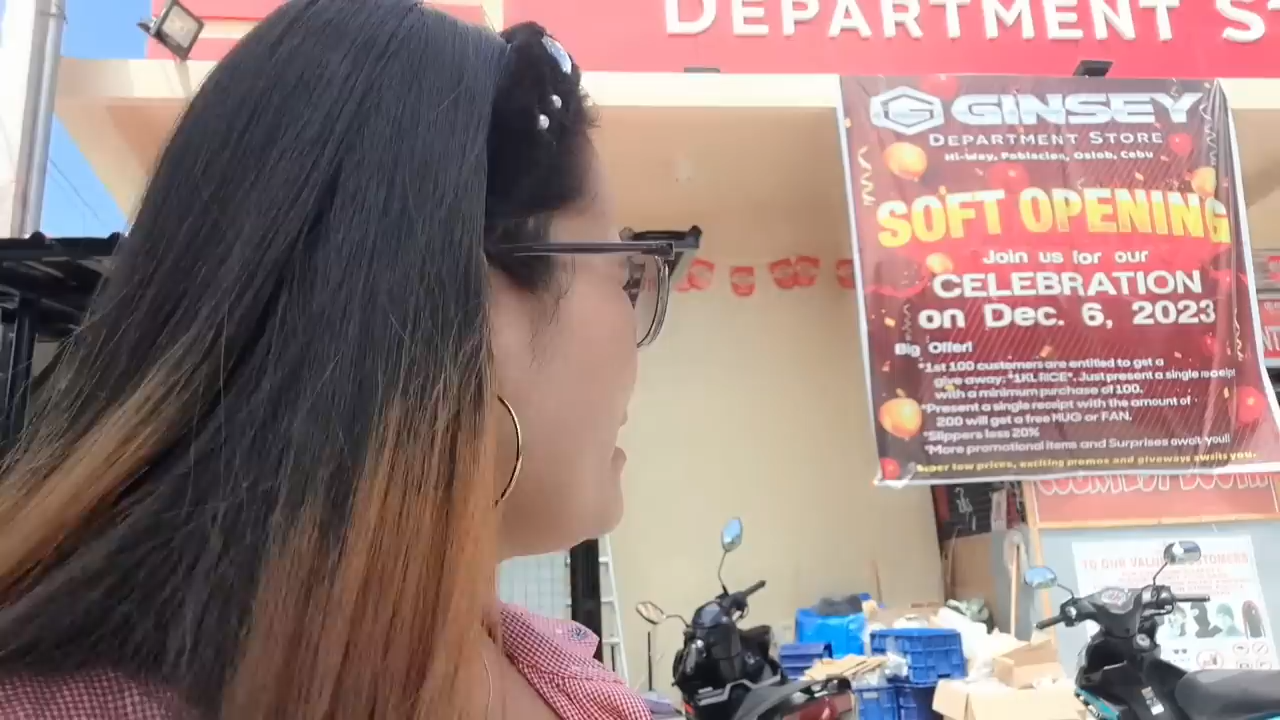 DEPARTMENT
GINSEY
DEPARTMENT STORE
Hi-Way, Poblacion, Oslob, Cebu
SOFT OPENING
Join us for our
CELEBRATION
on Dec. 6, 2023
Big Offer!
*1st 100 customers are entitled to get a
give away: "1KL RICE". Just present a single receipt
with a minimum purchase of 100.
*Present a single receipt with the amount of
200 will get a free MUG or FAN.
*Slippers less 20%
*More promotional items and Surprises await you!!
super low prices, exciting promos and giveways awaits you.
TO OUR VALUED CUSTOMERS